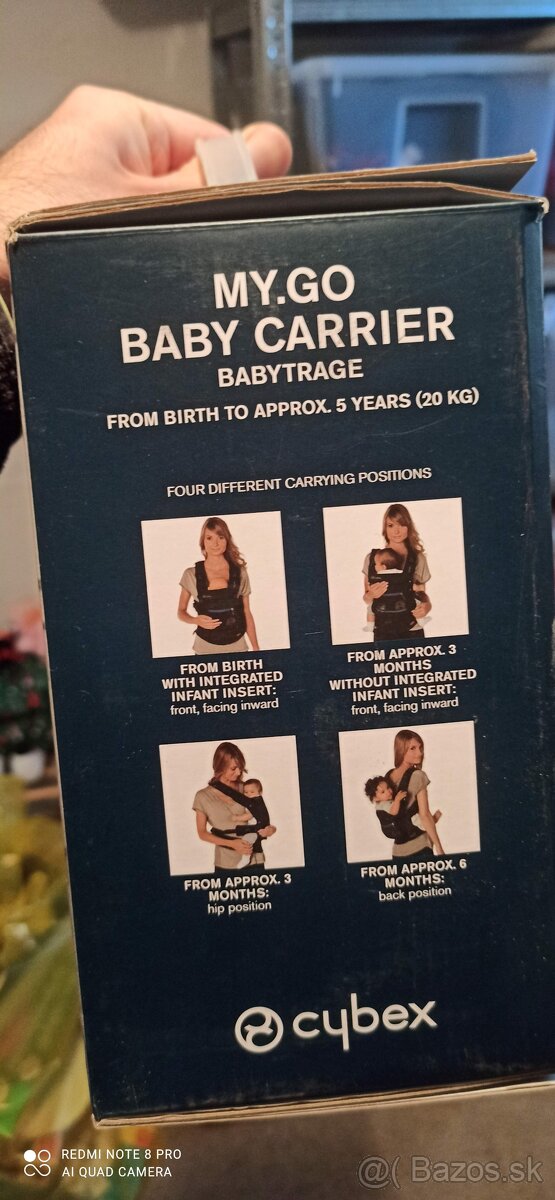 MY.GO
BABY CARRIER
BABYTRAGE
FROM BIRTH TO APPROX. 5 YEARS (20 KG)
FOUR DIFFERENT CARRYING POSITIONS
FROM BIRTH
WITH INTEGRATED
INFANT INSERT:
front, facing inward
FROM APPROX. 3
MONTHS
WITHOUT INTEGRATED
INFANT INSERT:
front, facing inward
FROM APPROX. 3
MONTHS:
hip position
FROM APPROX. 6
MONTHS:
back position
cybex
REDMI NOTE 8 PRO
AI QUAD CAMERA
@( Bazos.sk